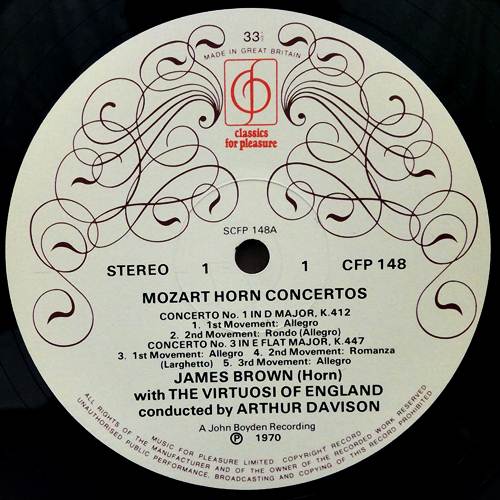 33⅓
MADE IN GREAT BRITAIN
classics
for pleasure
SCFP 148A
STEREO 1 1 CFP 148
MOZART HORN CONCERTOS
CONCERTO No. 1 IN D MAJOR, K.412
1. 1st Movement: Allegro
2. 2nd Movement: Rondo (Allegro)
CONCERTO No. 3 IN E FLAT MAJOR, K.447
3. 1st Movement: Allegro 4. 2nd Movement: Romanza
(Larghetto) 5. 3rd Movement: Allegro
JAMES BROWN (Horn)
with THE VIRTUOSI OF ENGLAND
conducted by ARTHUR DAVISON
A John Boyden Recording
℗ 1970
MUSIC FOR PLEASURE LIMITED COPYRIGHT RECORD
ALL RIGHTS OF THE MANUFACTURER AND OF THE OWNER OF THE RECORDED WORK RESERVED
UNAUTHORISED PUBLIC PERFORMANCE, BROADCASTING AND COPYING OF THIS RECORD PROHIBITED